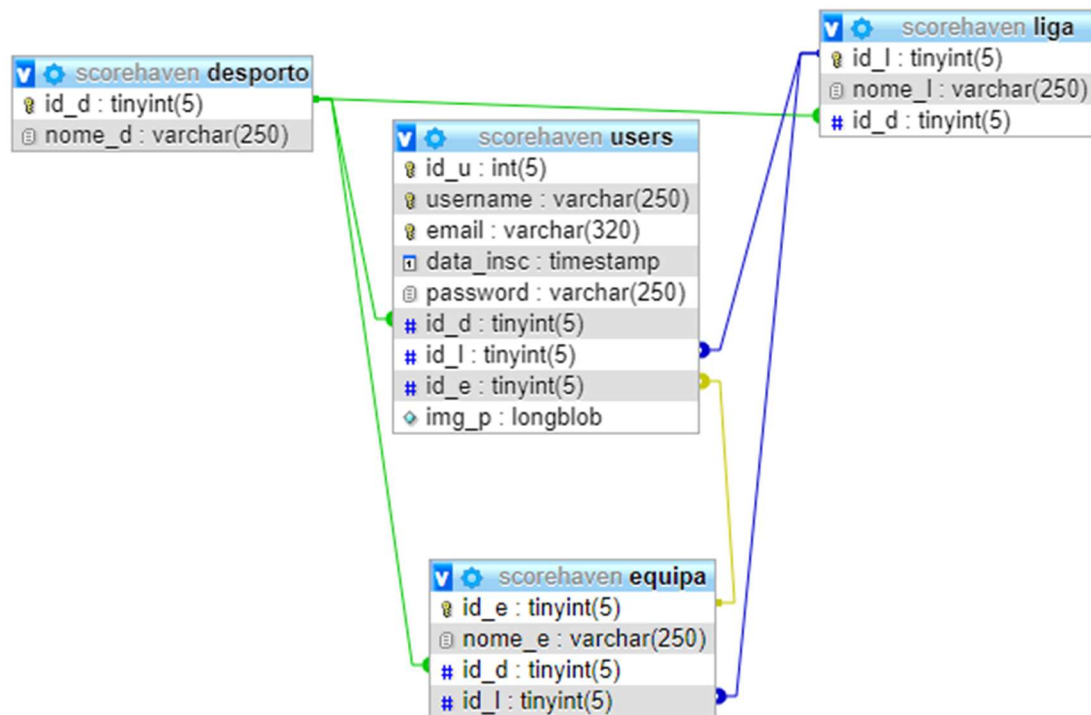 scorehaven desporto
id_d : tinyint(5)
nome_d : varchar(250)
scorehaven users
id_u : int(5)
username : varchar(250)
email : varchar(320)
data_insc : timestamp
password : varchar(250)
id_d : tinyint(5)
id_l : tinyint(5)
id_e : tinyint(5)
img_p : longblob
scorehaven liga
id_l : tinyint(5)
nome_l : varchar(250)
id_d : tinyint(5)
scorehaven equipa
id_e : tinyint(5)
nome_e : varchar(250)
id_d : tinyint(5)
id_l : tinyint(5)